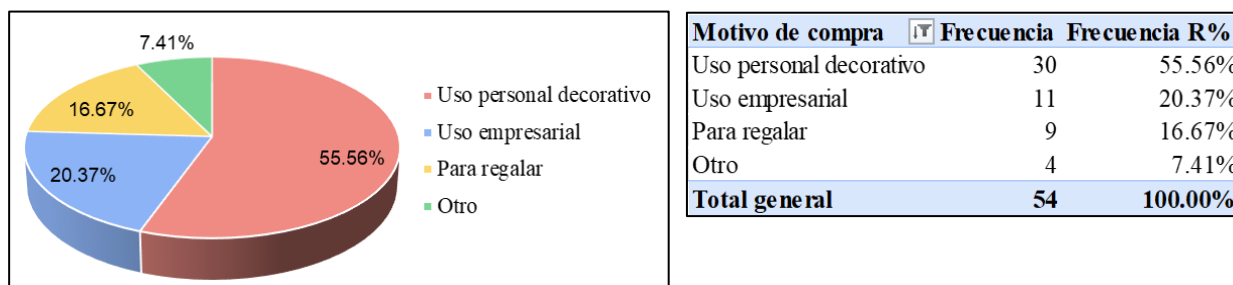 7.41%
16.67%
20.37%
55.56%
Uso personal decorativo
Uso empresarial
Para regalar
Otro
Motivo de compra Frecuencia Frecuencia R%
Uso personal decorativo 30 55.56%
Uso empresarial 11 20.37%
Para regalar 9 16.67%
Otro 4 7.41%
Total general 54 100.00%